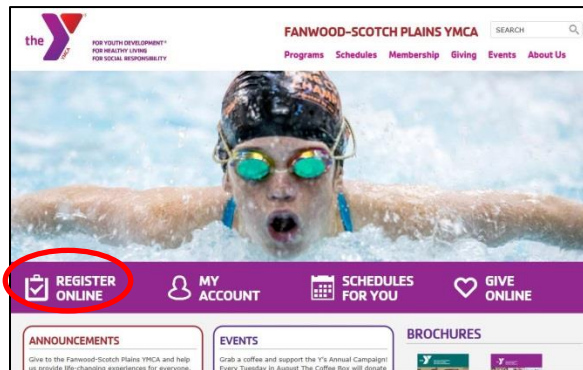 the
YMCA
FOR YOUTH DEVELOPMENT®
FOR HEALTHY LIVING
FOR SOCIAL RESPONSIBILITY
FANWOOD-SCOTCH PLAINS YMCA
SEARCH
Programs Schedules Membership Giving Events About Us
REGISTER
ONLINE
MY
ACCOUNT
SCHEDULES
FOR YOU
GIVE
ONLINE
ANNOUNCEMENTS
Give to the Fanwood-Scotch Plains YMCA and help
us provide life-changing experiences for everyone.
EVENTS
Grab a coffee and support the Y's Annual Campaign!
Every Tuesday in August The Coffee Box will donate
BROCHURES